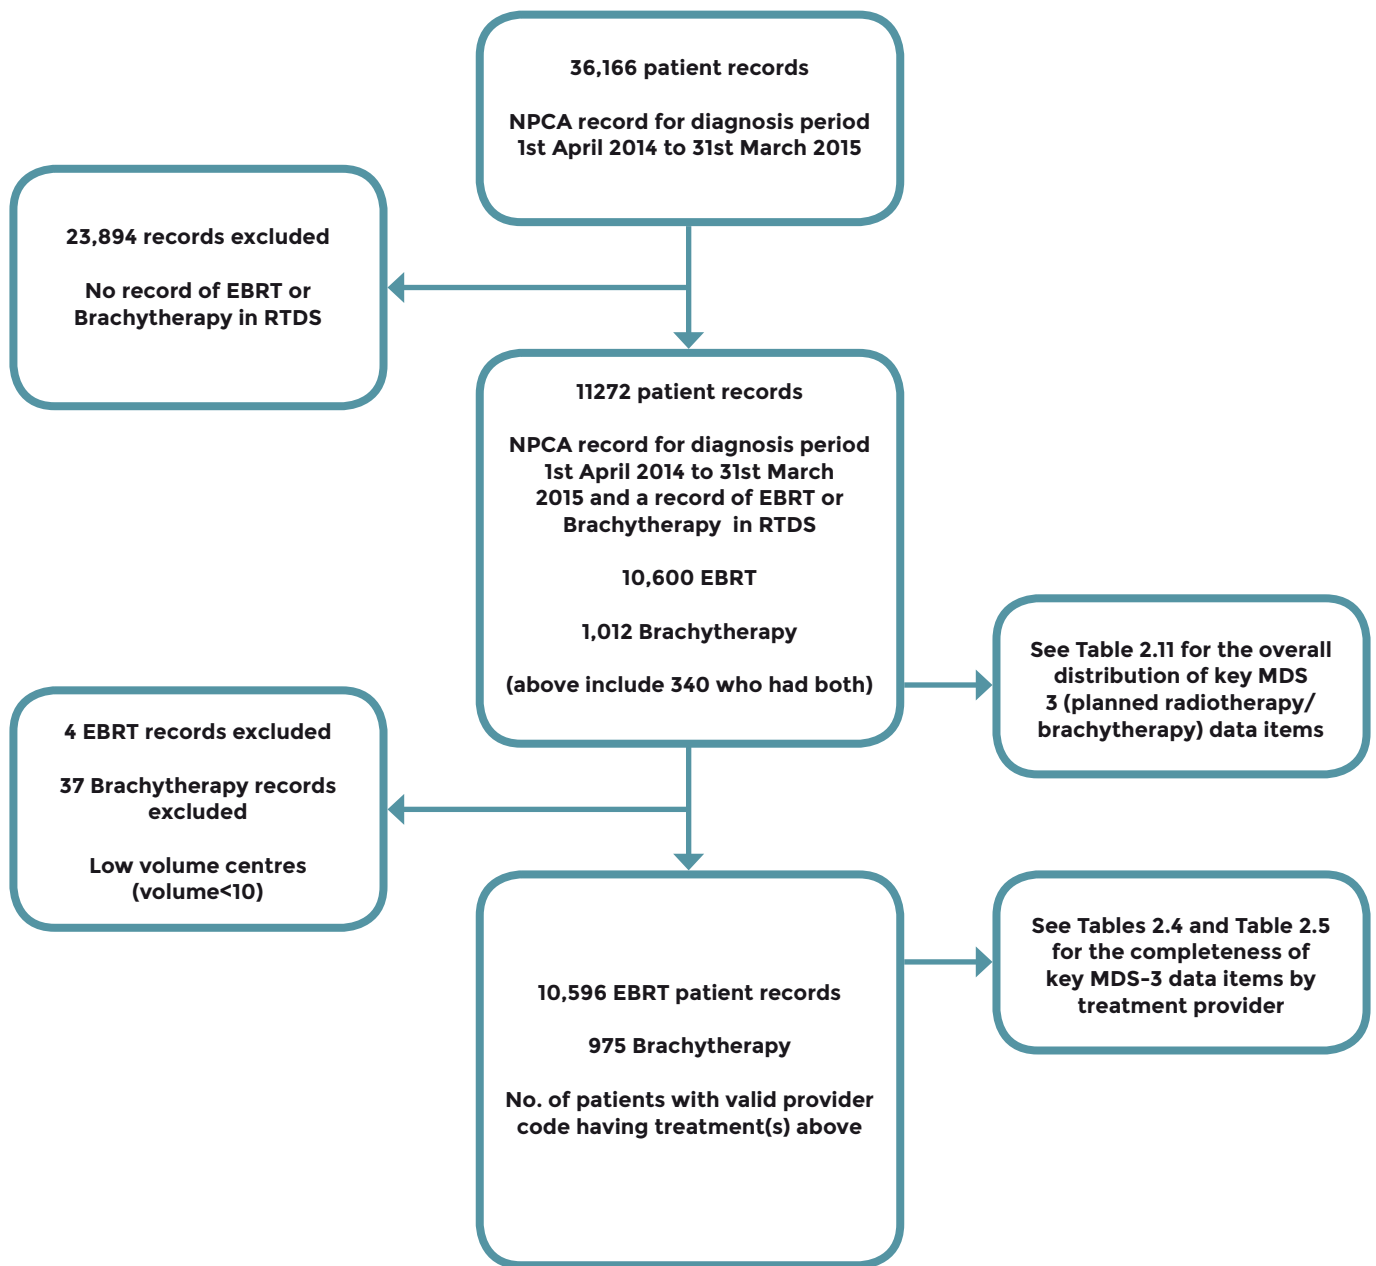 36,166 patient records
NPCA record for diagnosis period
1st April 2014 to 31st March 2015
23,894 records excluded
No record of EBRT or
Brachytherapy in RTDS
11272 patient records
NPCA record for diagnosis period
1st April 2014 to 31st March
2015 and a record of EBRT or
Brachytherapy in RTDS
10,600 EBRT
1,012 Brachytherapy
(above include 340 who had both)
See Table 2.11 for the overall
distribution of key MDS
3 (planned radiotherapy/
brachytherapy) data items
4 EBRT records excluded
37 Brachytherapy records
excluded
Low volume centres
(volume<10)
10,596 EBRT patient records
975 Brachytherapy
No. of patients with valid provider
code having treatment(s) above
See Tables 2.4 and Table 2.5
for the completeness of
key MDS-3 data items by
treatment provider